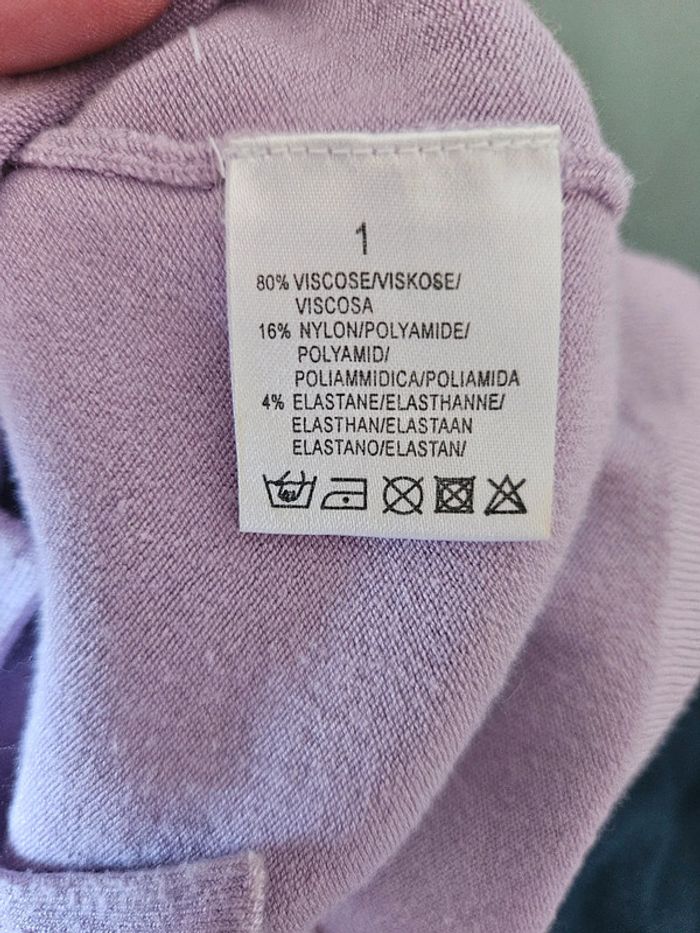 1
80% VISCOSE/VISKOSE/
VISCOSA
16% NYLON/POLYAMIDE/
POLYAMID/
POLIAMMIDICA/POLIAMIDA
4% ELASTANE/ELASTHANNE/
ELASTHAN/ELASTAAN
ELASTANO/ELASTAN/